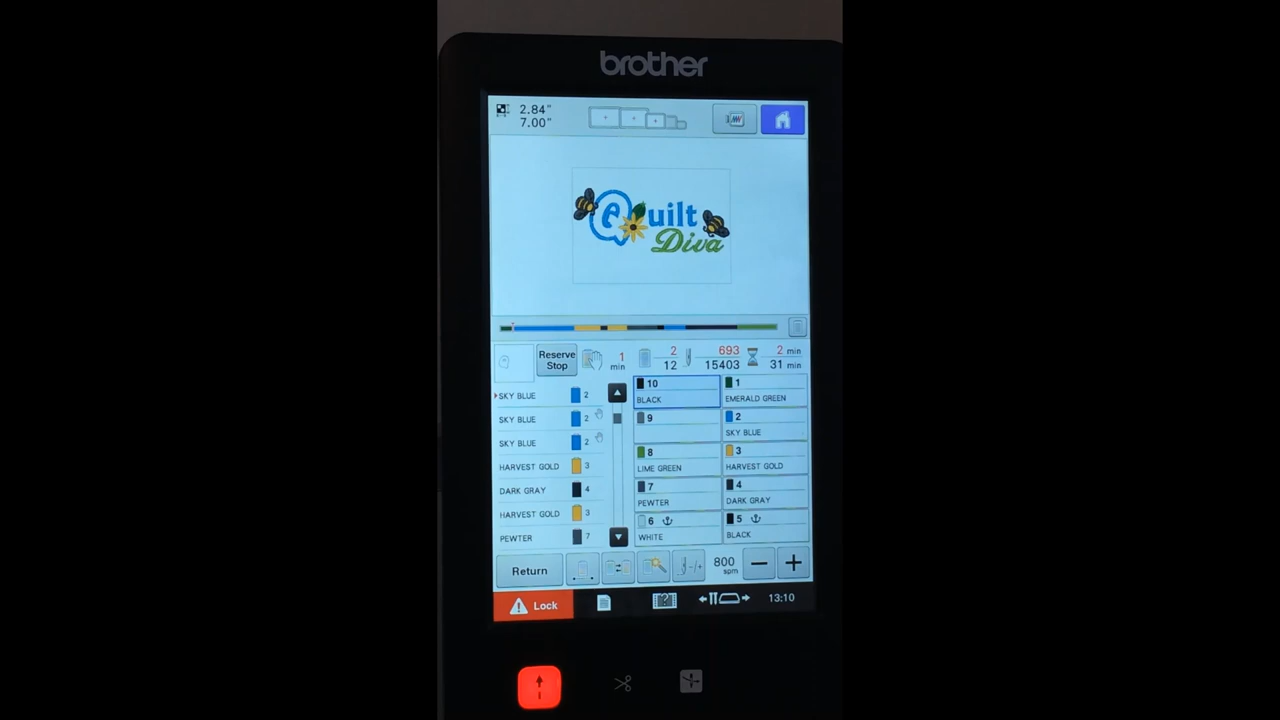 brother
2.84"
7.00"
Quilt
Diva
Reserve
Stop
1
min
2
12
693
15403
2 min
31 min
SKY BLUE 2
SKY BLUE 2
SKY BLUE 2
HARVEST GOLD 3
DARK GRAY 4
HARVEST GOLD 3
PEWTER 7
10
BLACK
1
EMERALD GREEN
9
2
SKY BLUE
8
LIME GREEN
3
HARVEST GOLD
7
PEWTER
4
DARK GRAY
6
WHITE
5
BLACK
Return
800
spm
Lock
13:10